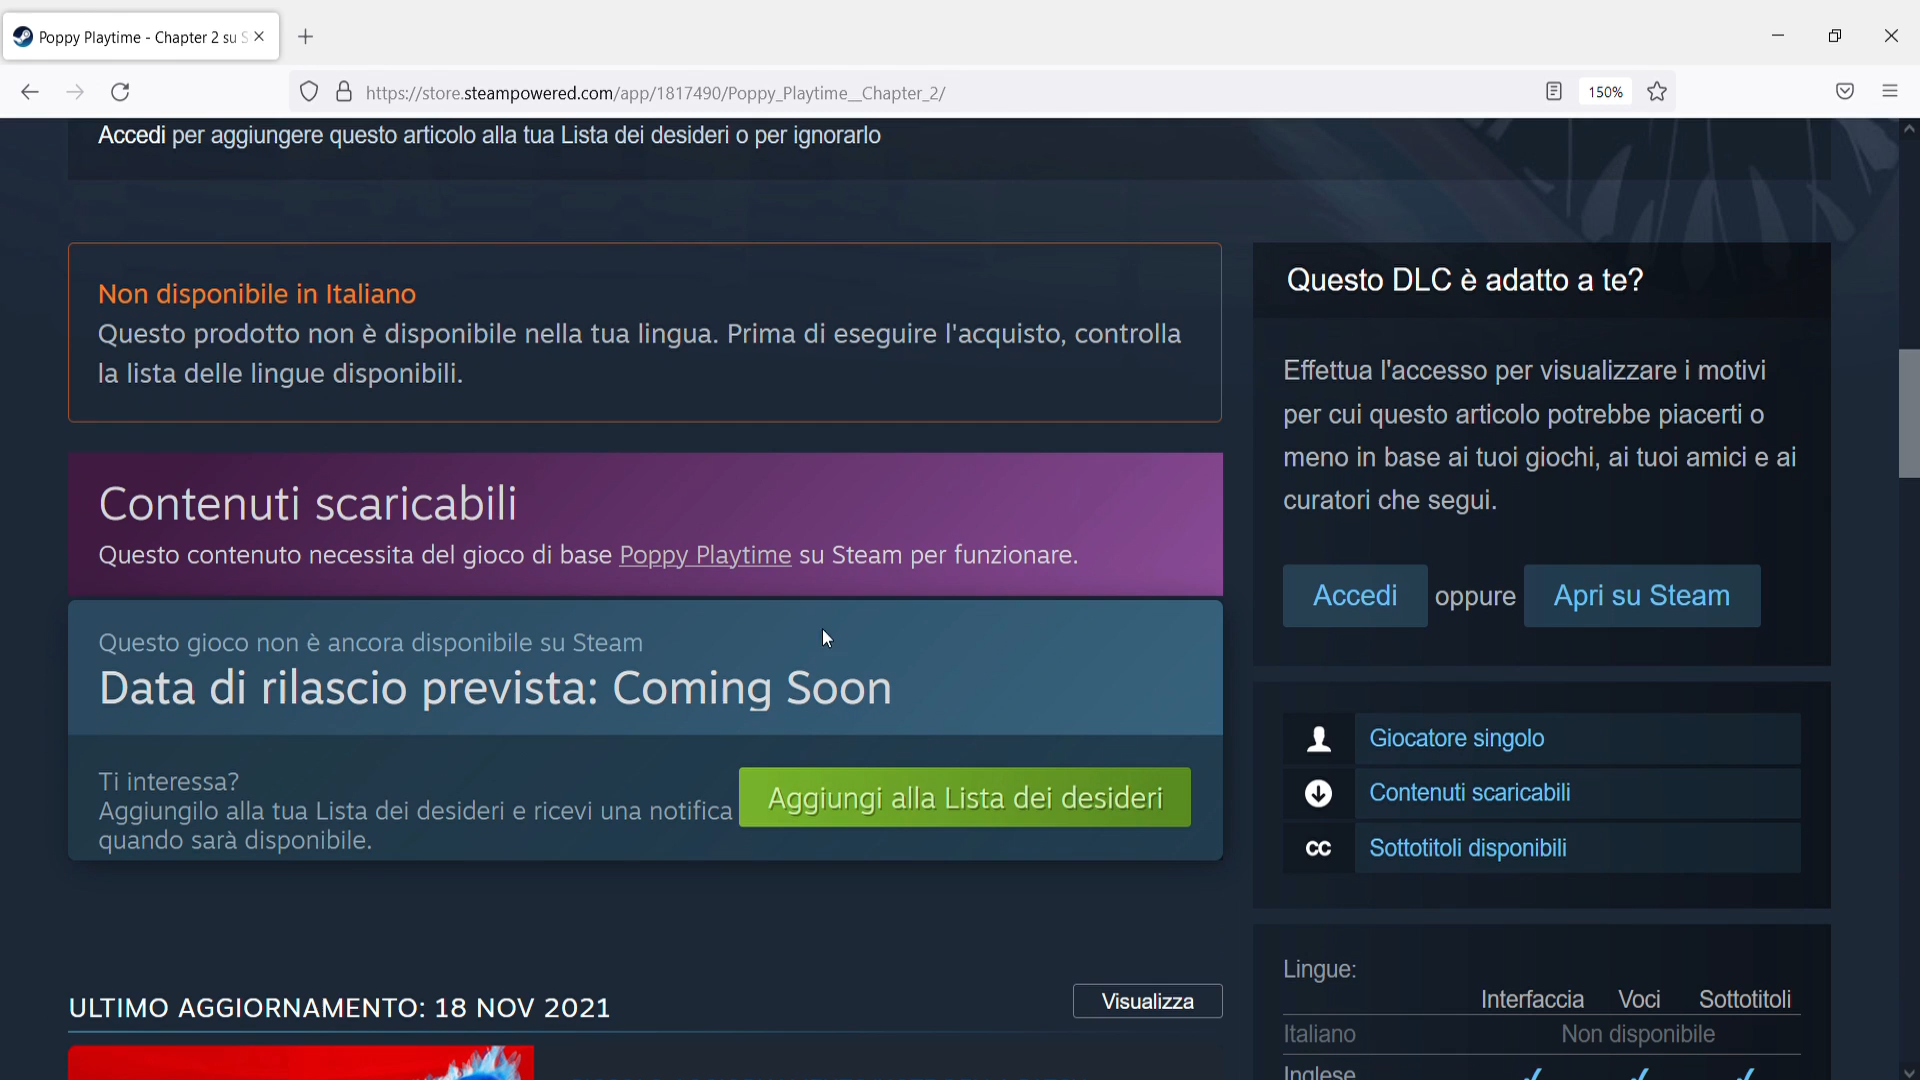 Poppy Playtime - Chapter 2 su S
https://store.steampowered.com/app/1817490/Poppy_Playtime__Chapter_2/
150%
Accedi per aggiungere questo articolo alla tua Lista dei desideri o per ignorarlo
Non disponibile in Italiano
Questo prodotto non è disponibile nella tua lingua. Prima di eseguire l'acquisto, controlla
la lista delle lingue disponibili.
Contenuti scaricabili
Questo contenuto necessita del gioco di base Poppy Playtime su Steam per funzionare.
Questo gioco non è ancora disponibile su Steam
Data di rilascio prevista: Coming Soon
Ti interessa?
Aggiungilo alla tua Lista dei desideri e ricevi una notifica
quando sarà disponibile.
Aggiungi alla Lista dei desideri
ULTIMO AGGIORNAMENTO: 18 NOV 2021
Visualizza
Questo DLC è adatto a te?
Effettua l'accesso per visualizzare i motivi
per cui questo articolo potrebbe piacerti o
meno in base ai tuoi giochi, ai tuoi amici e ai
curatori che segui.
Accedi oppure Apri su Steam
Giocatore singolo
Contenuti scaricabili
CC Sottotitoli disponibili
Lingue:
Interfaccia Voci Sottotitoli
Italiano Non disponibile
Inglese